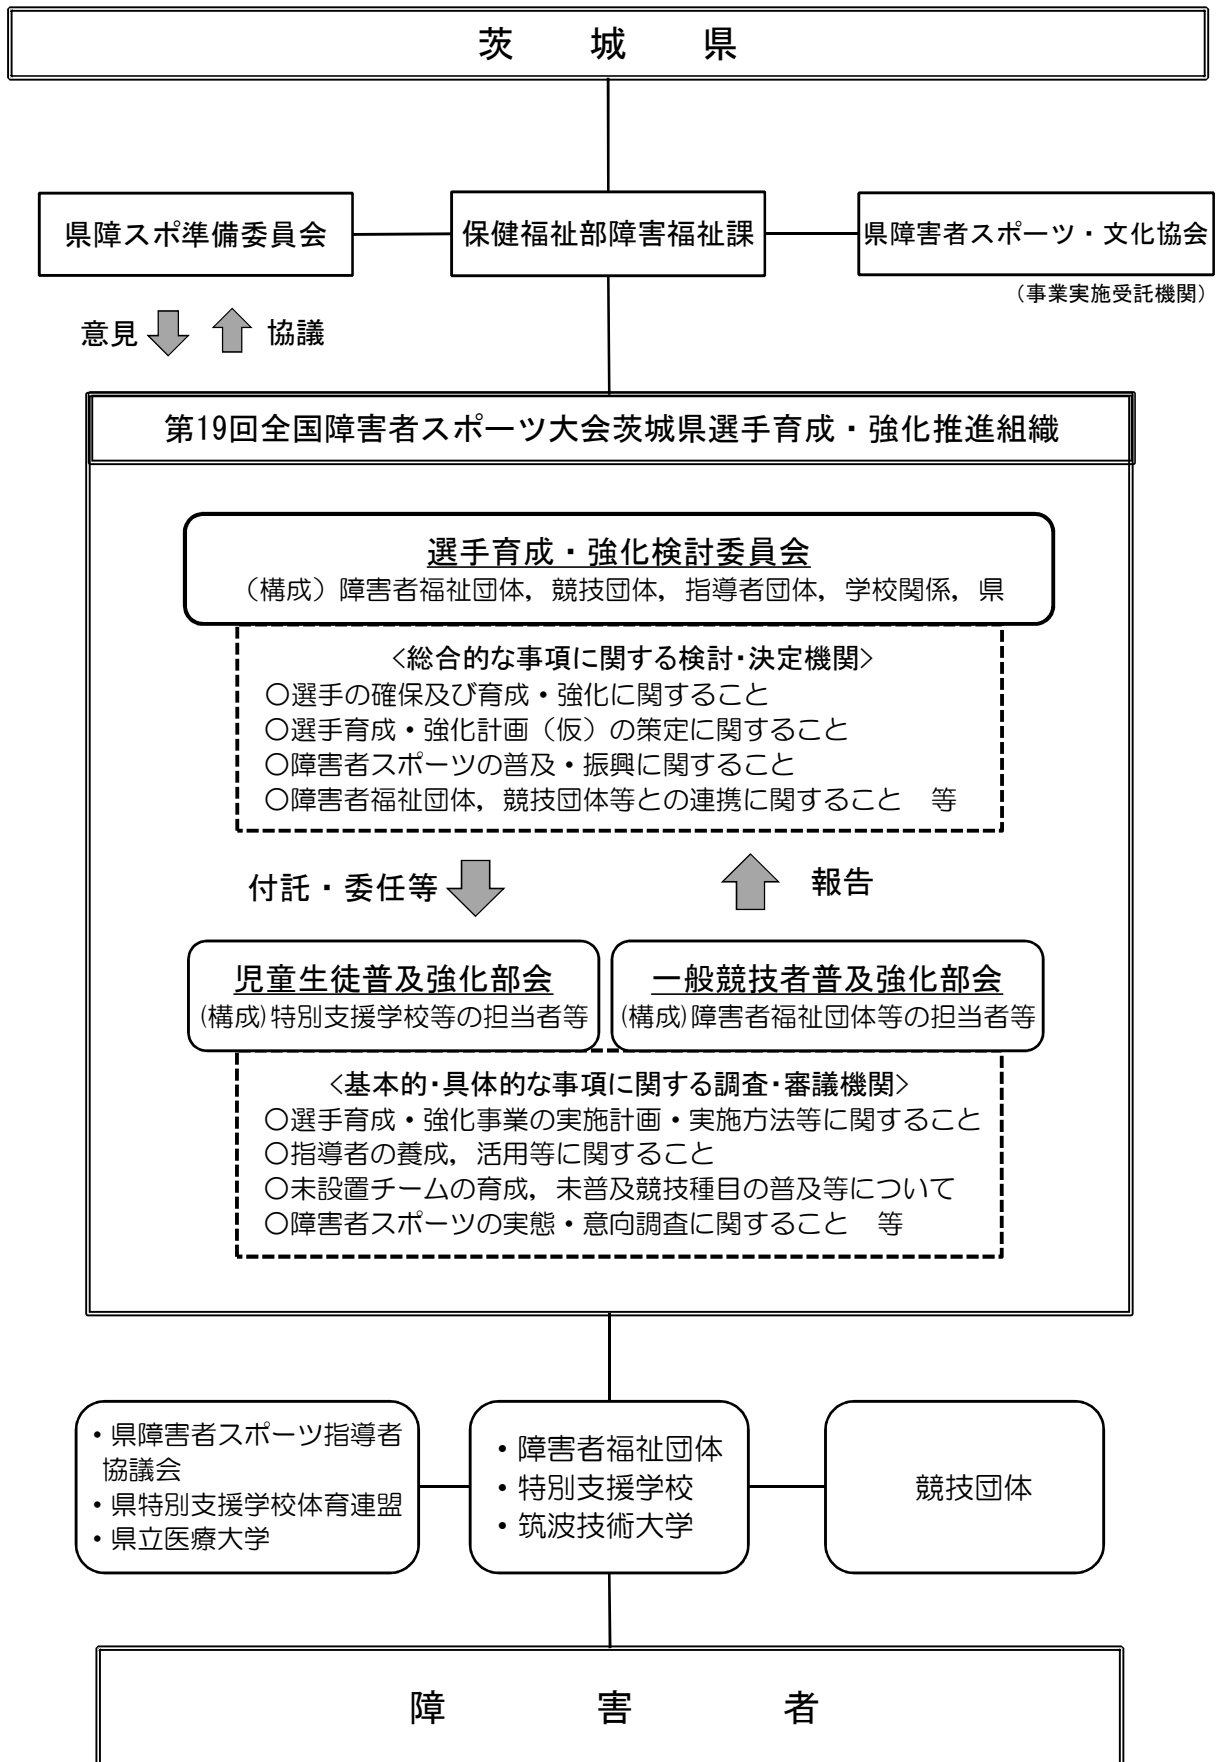 茨　城　県
県障スポ準備委員会
保健福祉部障害福祉課
県障害者スポーツ・文化協会
（事業実施受託機関）
意見
協議
第19回全国障害者スポーツ大会茨城県選手育成・強化推進組織
選手育成・強化検討委員会
（構成）障害者福祉団体，競技団体，指導者団体，学校関係，県
<総合的な事項に関する検討・決定機関>
○選手の確保及び育成・強化に関すること
○選手育成・強化計画（仮）の策定に関すること
○障害者スポーツの普及・振興に関すること
○障害者福祉団体，競技団体等との連携に関すること　等
付託・委任等
報告
児童生徒普及強化部会
(構成)特別支援学校等の担当者等
一般競技者普及強化部会
(構成)障害者福祉団体等の担当者等
<基本的・具体的な事項に関する調査・審議機関>
○選手育成・強化事業の実施計画・実施方法等に関すること
○指導者の養成，活用等に関すること
○未設置チームの育成，未普及競技種目の普及等について
○障害者スポーツの実態・意向調査に関すること　等
・県障害者スポーツ指導者
協議会
・県特別支援学校体育連盟
・県立医療大学
・障害者福祉団体
・特別支援学校
・筑波技術大学
競技団体
障　害　者